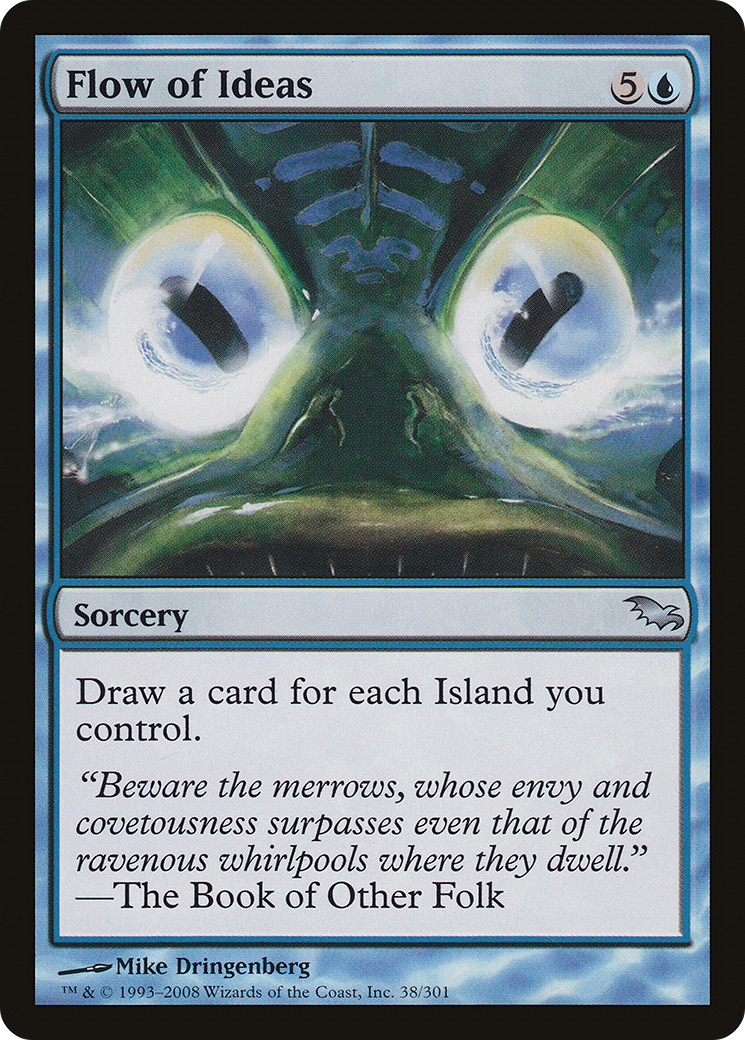 Flow of Ideas 5
Sorcery
Draw a card for each Island you
control.
“Beware the merrows, whose envy and
covetousness surpasses even that of the
ravenous whirlpools where they dwell.”
—The Book of Other Folk
Mike Dringenberg
™ & © 1993–2008 Wizards of the Coast, Inc. 38/301